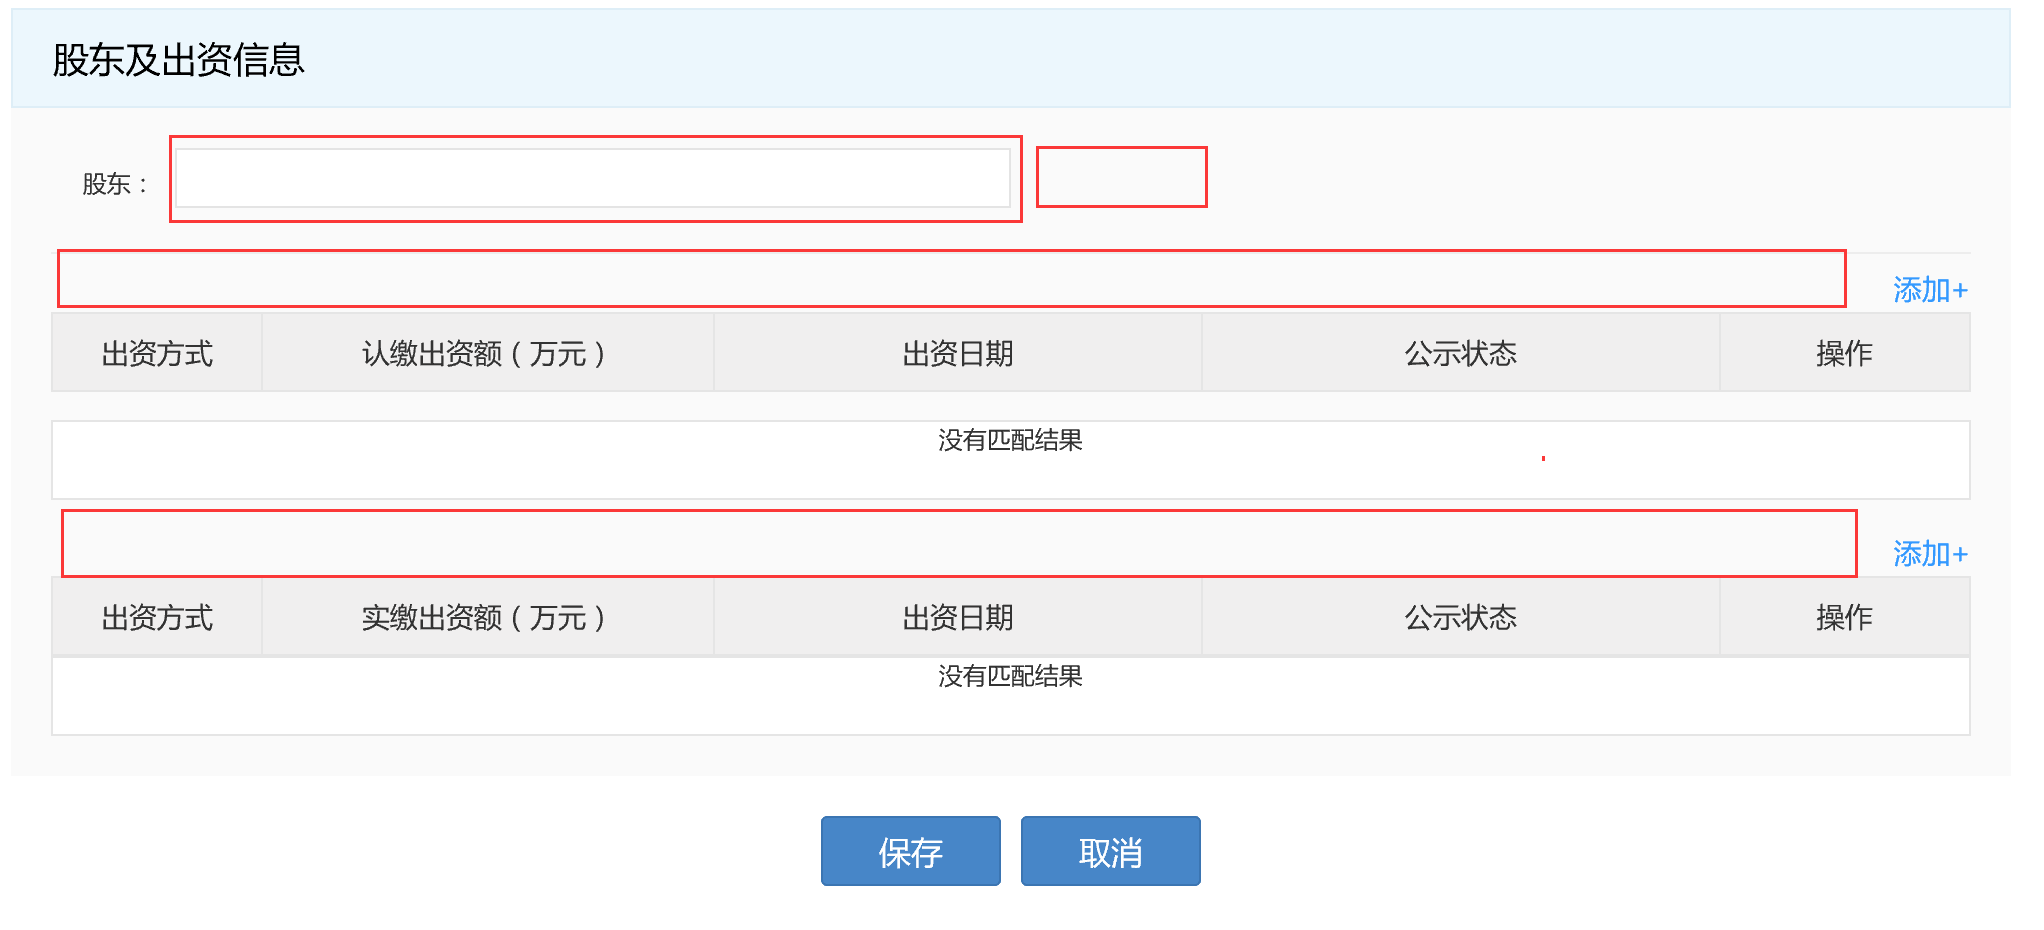 股东及出资信息
股东：
添加+
出资方式 认缴出资额（万元） 出资日期 公示状态 操作
没有匹配结果
添加+
出资方式 实缴出资额（万元） 出资日期 公示状态 操作
没有匹配结果
保存 取消